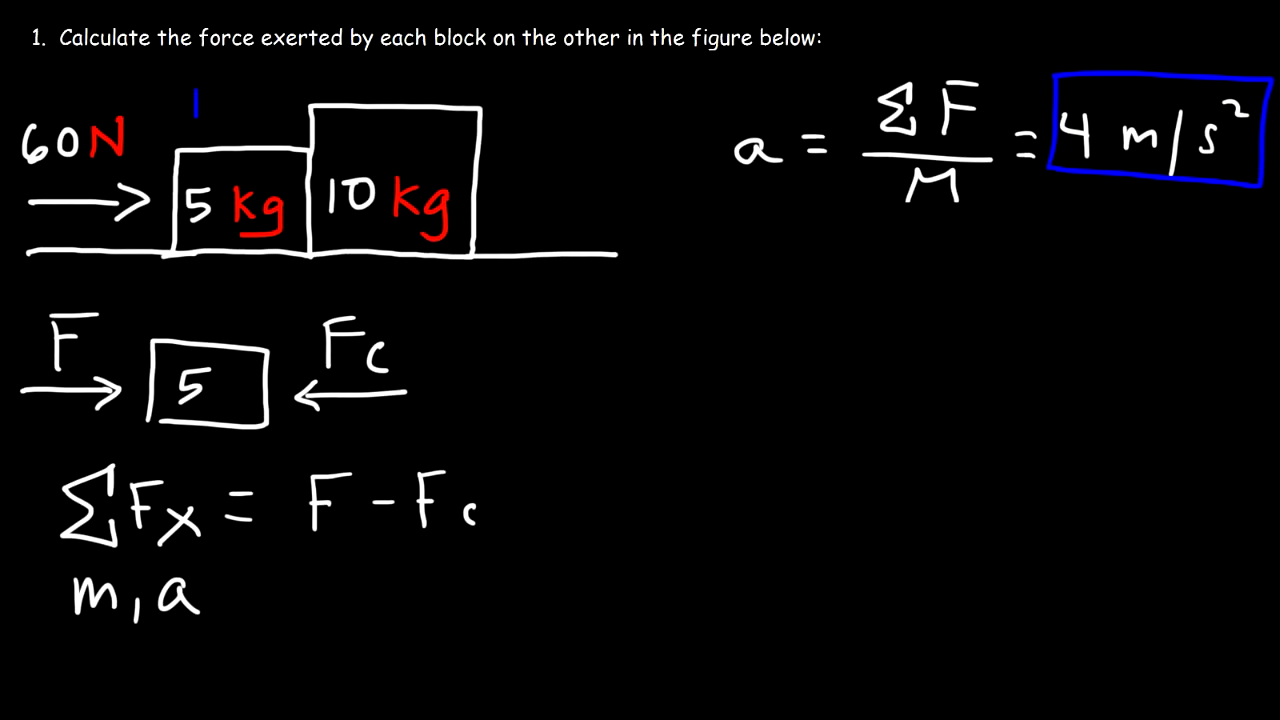 1. Calculate the force exerted by each block on the other in the figure below:
60N
1
5 kg
10 kg
a = ΣF / M = 4 m/s²
F
5
Fc
ΣFx = F - Fc
m₁a